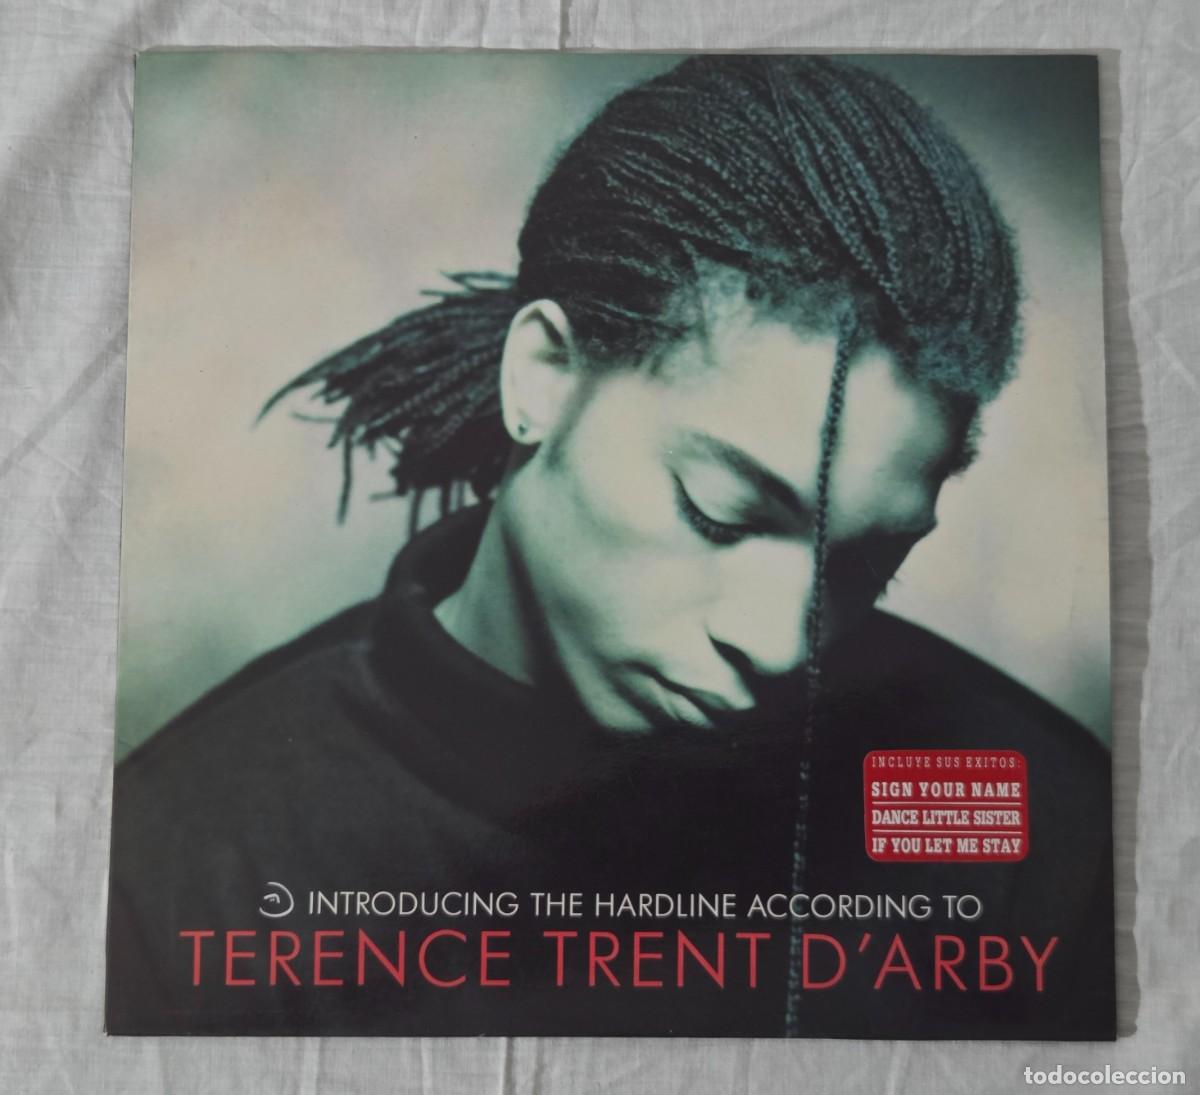 INCLUYE SUS EXITOS:
SIGN YOUR NAME
DANCE LITTLE SISTER
IF YOU LET ME STAY
INTRODUCING THE HARDLINE ACCORDING TO
TERENCE TRENT D'ARBY
todocoleccion